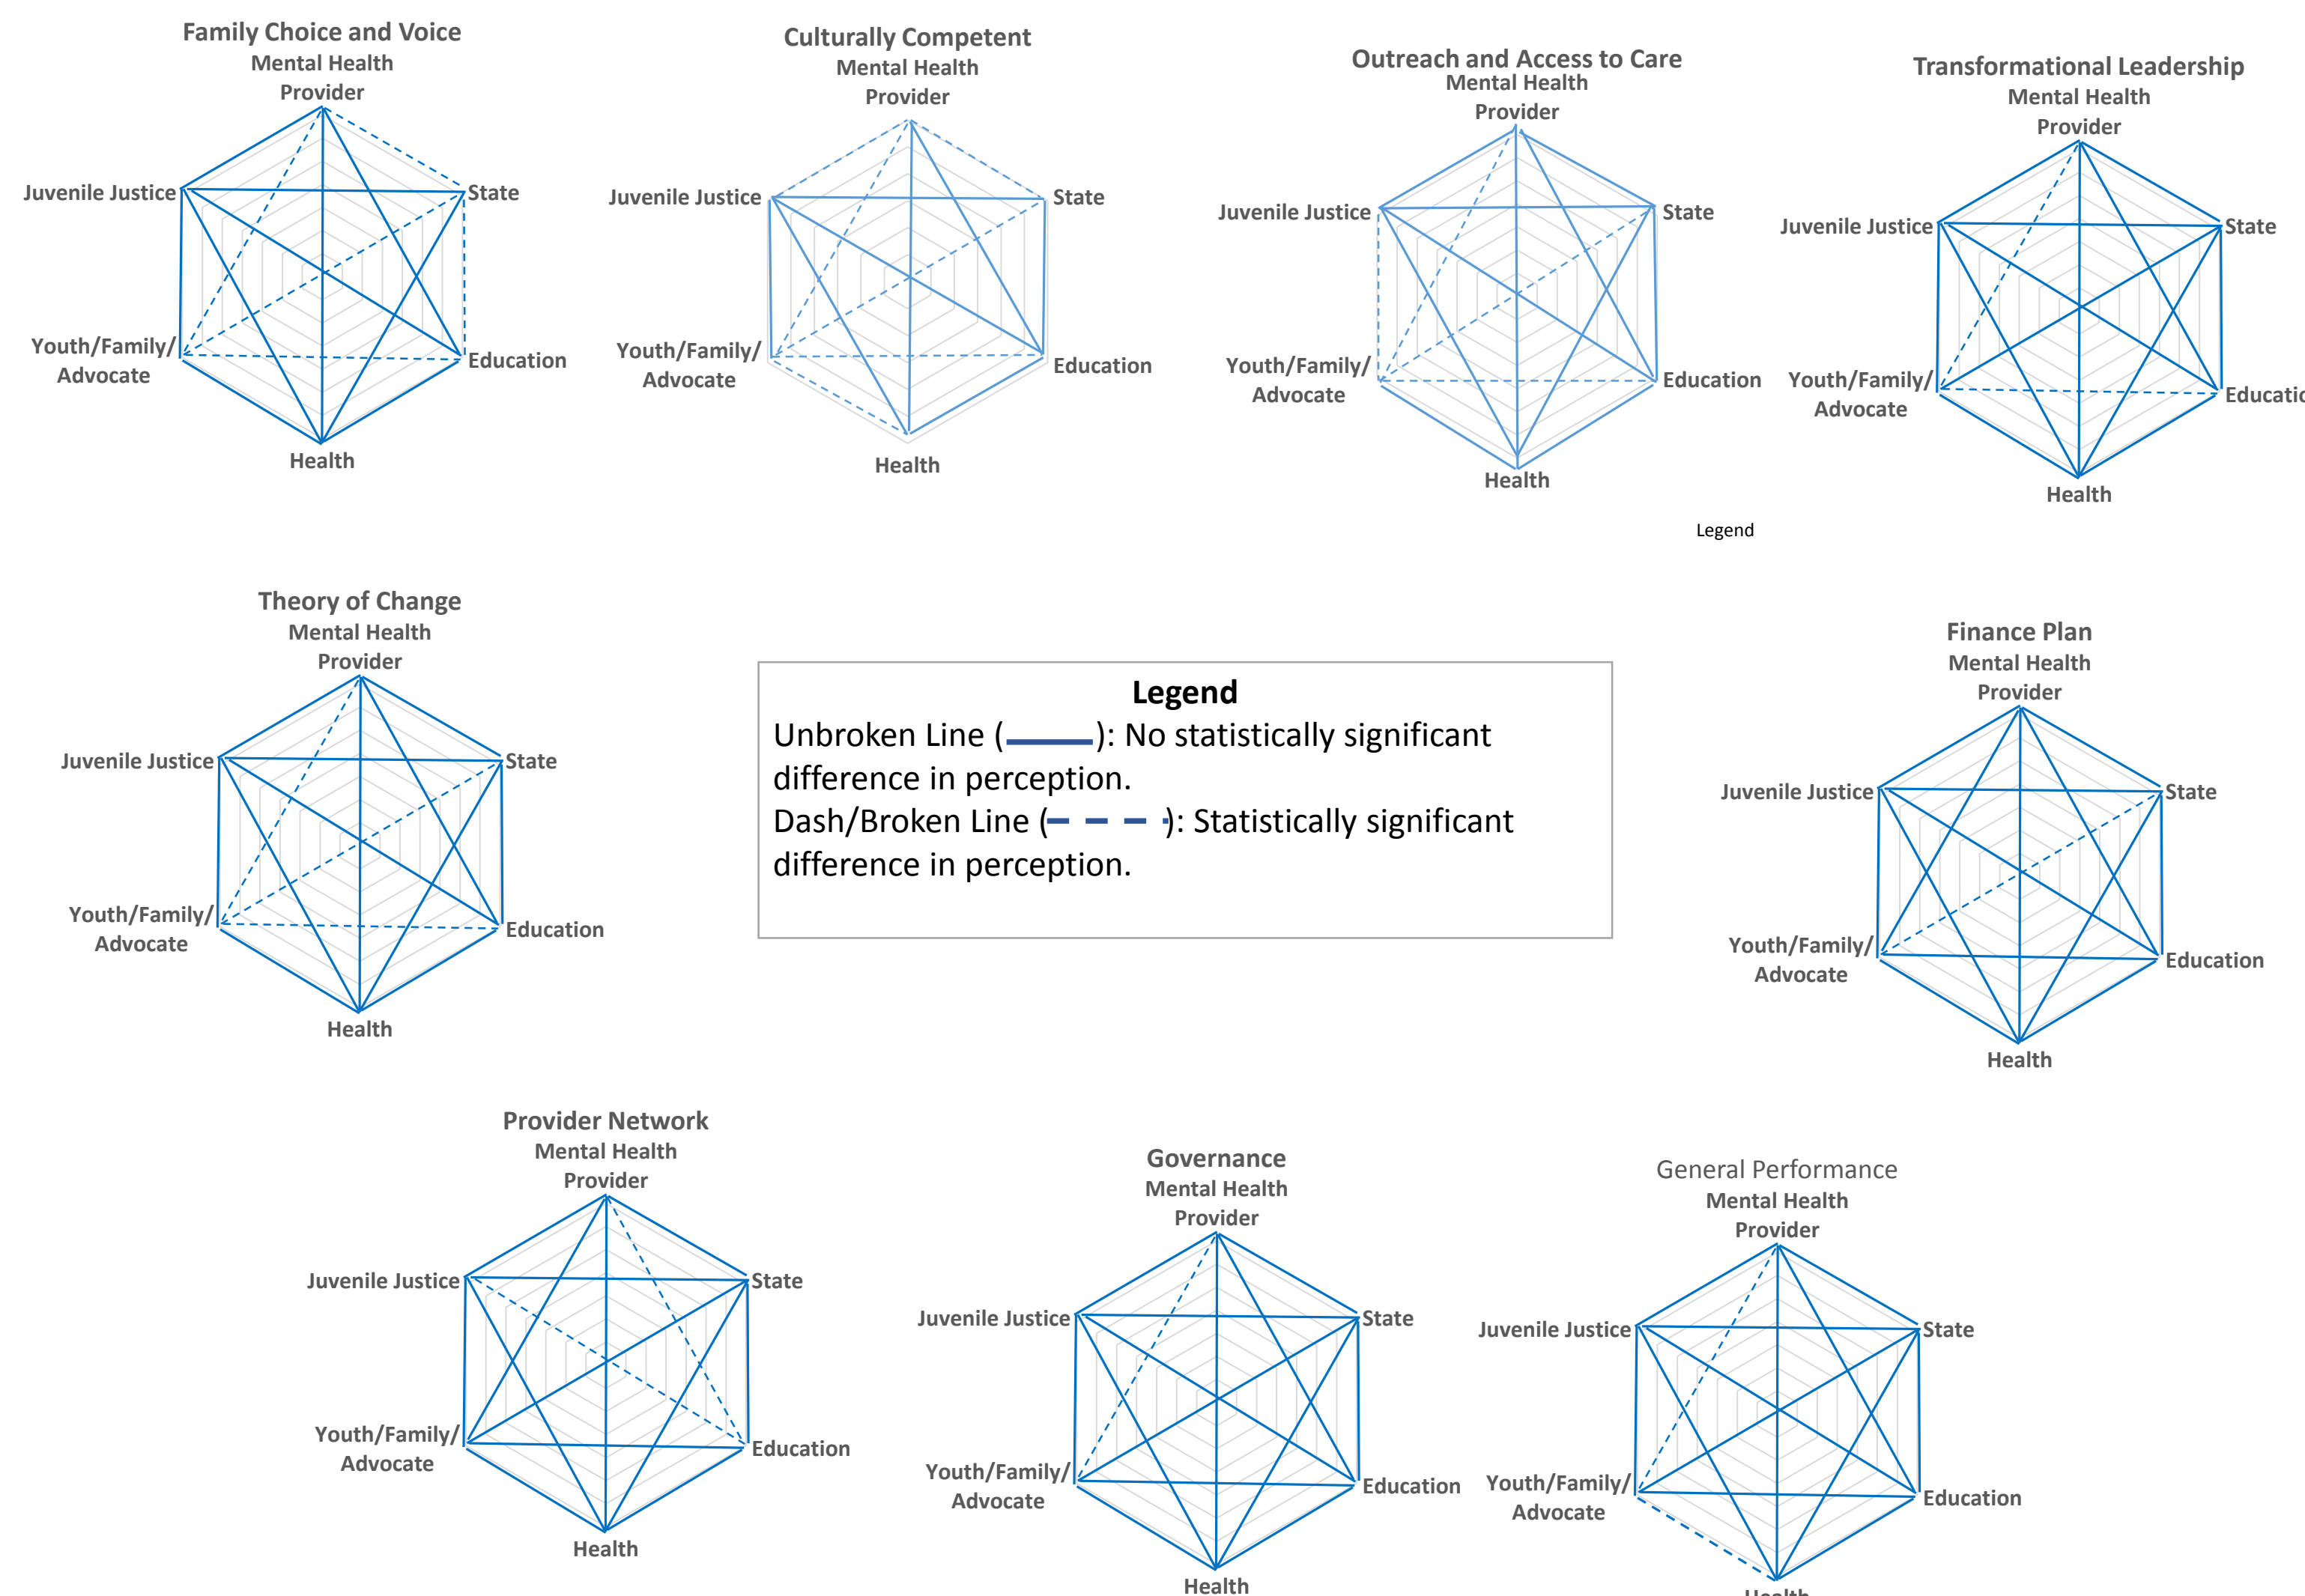 Family Choice and Voice
Mental Health
Provider
Juvenile Justice
State
Youth/Family/
Advocate
Education
Health
Culturally Competent
Mental Health
Provider
Juvenile Justice
State
Youth/Family/
Advocate
Education
Health
Outreach and Access to Care
Mental Health
Provider
Juvenile Justice
State
Youth/Family/
Advocate
Education
Health
Transformational Leadership
Mental Health
Provider
Juvenile Justice
State
Youth/Family/
Advocate
Educatio
Health
Legend
Theory of Change
Mental Health
Provider
Juvenile Justice
State
Youth/Family/
Advocate
Education
Health
Legend
Unbroken Line (): No statistically significant
difference in perception.
Dash/Broken Line (): Statistically significant
difference in perception.
Finance Plan
Mental Health
Provider
Juvenile Justice
State
Youth/Family/
Advocate
Education
Health
Provider Network
Mental Health
Provider
Juvenile Justice
State
Youth/Family/
Advocate
Education
Health
Governance
Mental Health
Provider
Juvenile Justice
State
Youth/Family/
Advocate
Education
Health
General Performance
Mental Health
Provider
Juvenile Justice
State
Youth/Family/
Advocate
Education
Health